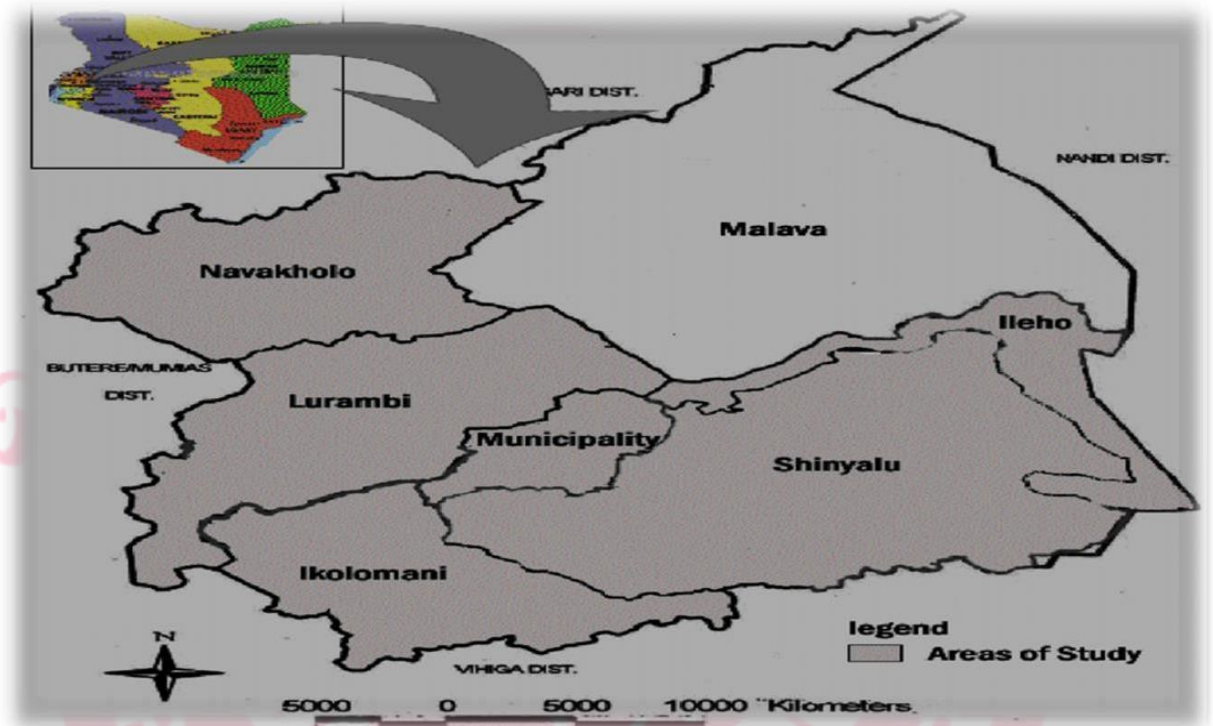 ARI DIST.
NANDI DIST.
Malava
Navakholo
Ileho
BUTERE/MUMIAS
DIST.
Lurambi
Municipality
Shinyalu
Ikolomani
N
legend
Areas of Study
VIHIGA DIST.
5000 0 5000 10000 Kilometers